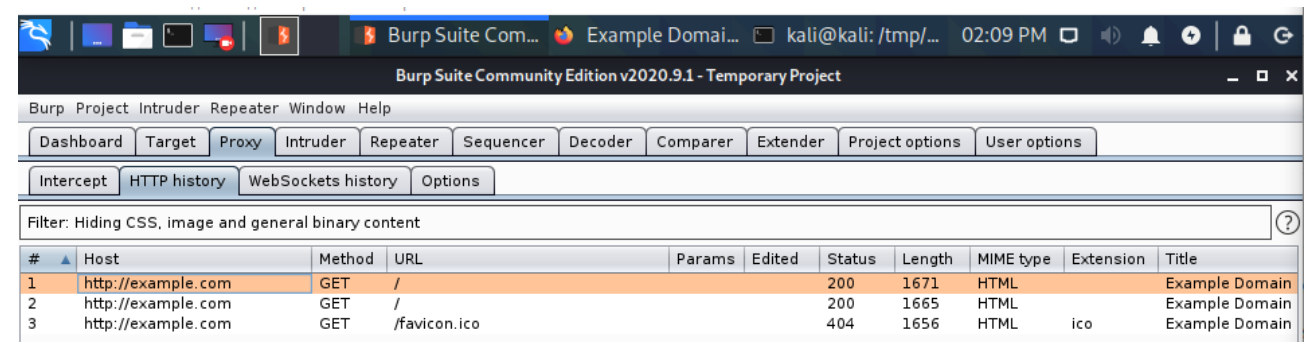 Burp Suite Com... Example Domai... kali@kali: /tmp/... 02:09 PM
Burp Suite Community Edition v2020.9.1 - Temporary Project
Burp Project Intruder Repeater Window Help
Dashboard Target Proxy Intruder Repeater Sequencer Decoder Comparer Extender Project options User options
Intercept HTTP history WebSockets history Options
Filter: Hiding CSS, image and general binary content ?
# Host Method URL Params Edited Status Length MIME type Extension Title
1 http://example.com GET / 200 1671 HTML Example Domain
2 http://example.com GET / 200 1665 HTML Example Domain
3 http://example.com GET /favicon.ico 404 1656 HTML ico Example Domain